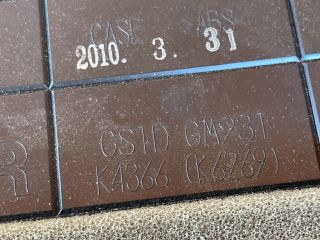 CASE >ABS<
2010. 3. 31
GS1D GM931
R
K4366 (K6269)